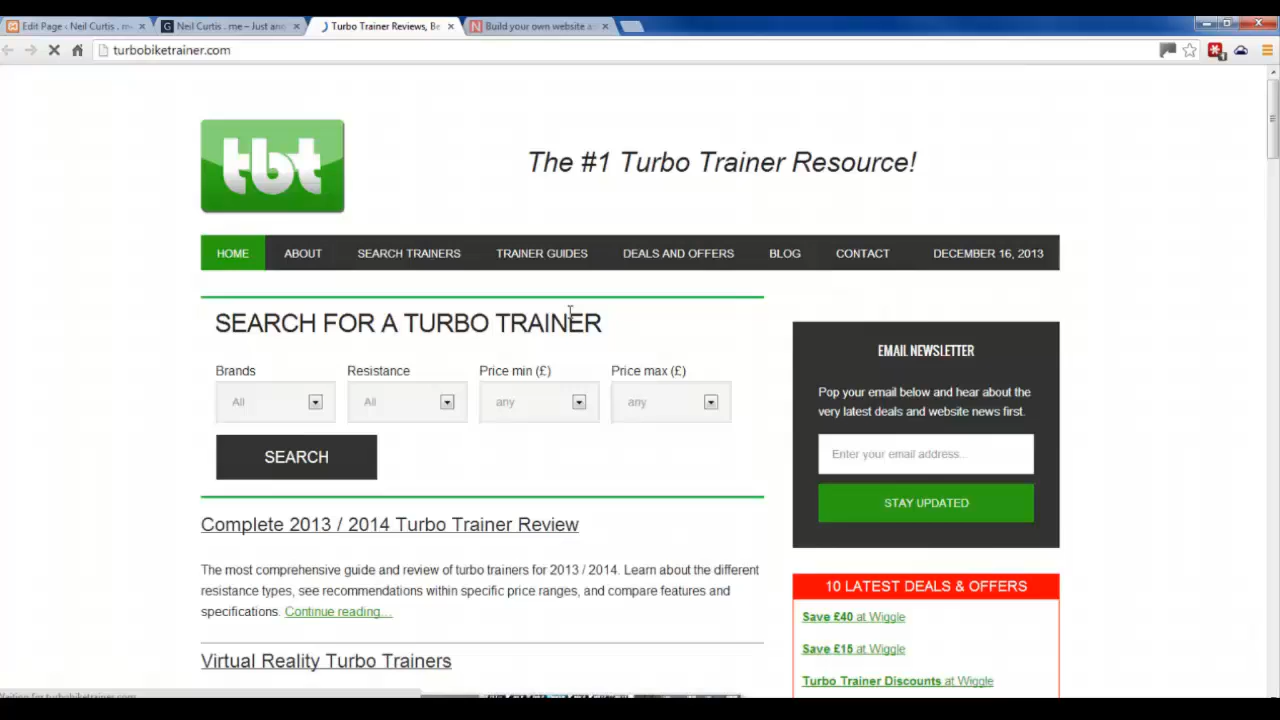 Edit Page ‹ Neil Curtis . m
Neil Curtis . me – Just an
Turbo Trainer Reviews, Be
Build your own website a
turbobiketrainer.com
tbt
The #1 Turbo Trainer Resource!
HOME
ABOUT
SEARCH TRAINERS
TRAINER GUIDES
DEALS AND OFFERS
BLOG
CONTACT
DECEMBER 16, 2013
SEARCH FOR A TURBO TRAINER
Brands
Resistance
Price min (£)
Price max (£)
All
All
any
any
SEARCH
Complete 2013 / 2014 Turbo Trainer Review
The most comprehensive guide and review of turbo trainers for 2013 / 2014. Learn about the different
resistance types, see recommendations within specific price ranges, and compare features and
specifications. Continue reading...
Virtual Reality Turbo Trainers
EMAIL NEWSLETTER
Pop your email below and hear about the
very latest deals and website news first.
Enter your email address...
STAY UPDATED
10 LATEST DEALS & OFFERS
Save £40 at Wiggle
Save £15 at Wiggle
Turbo Trainer Discounts at Wiggle